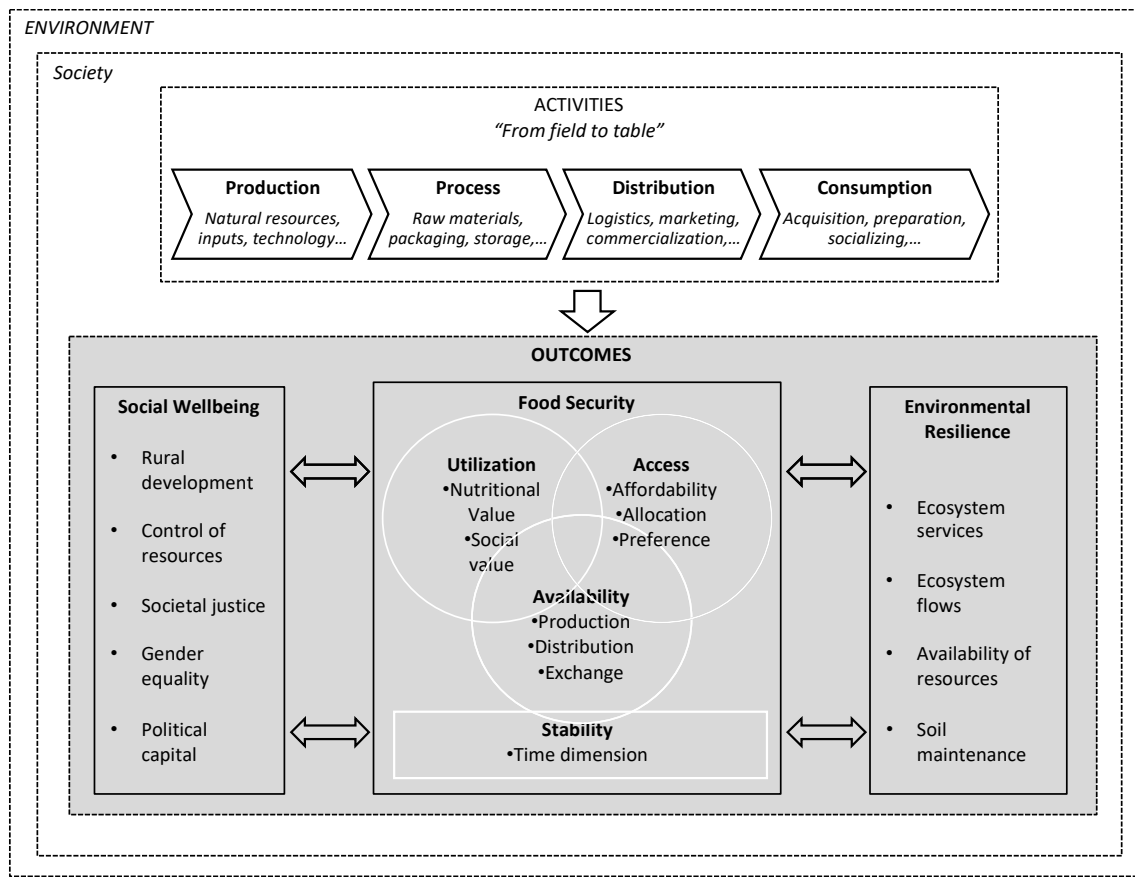 ENVIRONMENT
Society
ACTIVITIES
“From field to table”
Production
Natural resources,
inputs, technology…
Process
Raw materials,
packaging, storage,…
Distribution
Logistics, marketing,
commercialization,…
Consumption
Acquisition, preparation,
socializing,…
OUTCOMES
Social Wellbeing
• Rural
development
• Control of
resources
• Societal justice
• Gender
equality
• Political
capital
Food Security
Utilization
•Nutritional
Value
•Social
value
Access
•Affordability
•Allocation
•Preference
Availability
•Production
•Distribution
•Exchange
Stability
•Time dimension
Environmental
Resilience
• Ecosystem
services
• Ecosystem
flows
• Availability of
resources
• Soil
maintenance